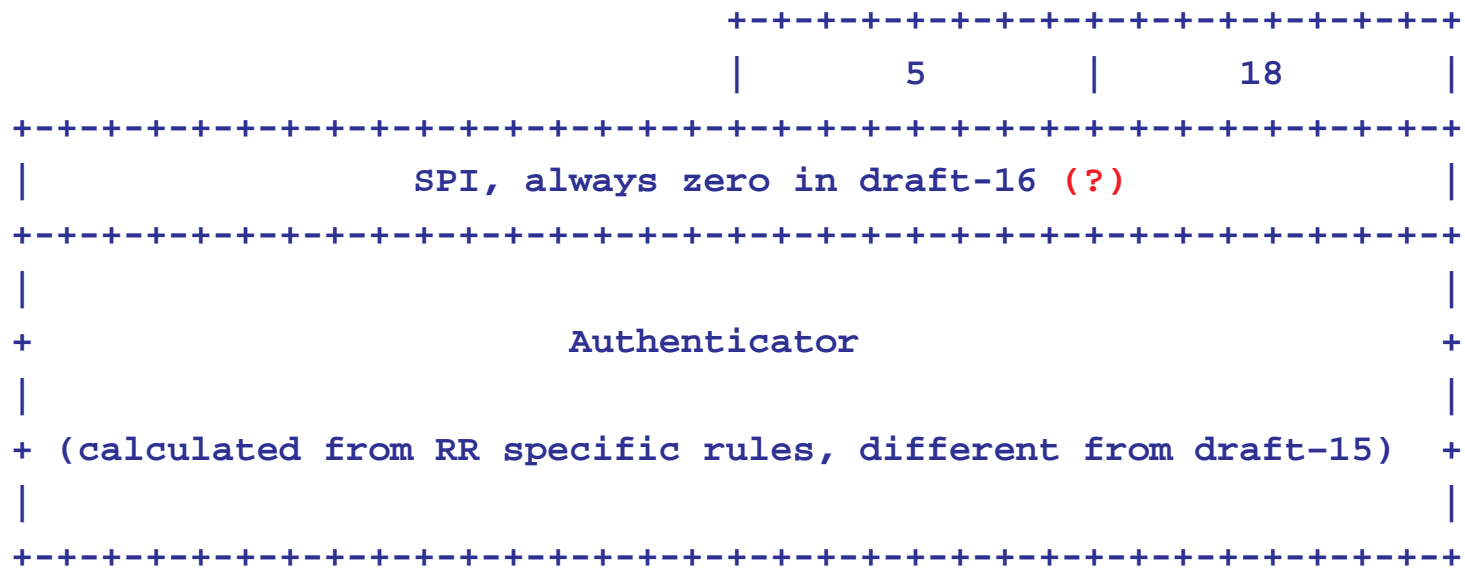 +-+-+-+-+-+-+-+-+-+-+-+-+-+-+-+-+
| 5 | 18 |
+-+-+-+-+-+-+-+-+-+-+-+-+-+-+-+-+-+-+-+-+-+-+-+-+-+-+-+-+-+-+-+-+
| SPI, always zero in draft-16 (?) |
+-+-+-+-+-+-+-+-+-+-+-+-+-+-+-+-+-+-+-+-+-+-+-+-+-+-+-+-+-+-+-+-+
| |
+ Authenticator +
| |
+ (calculated from RR specific rules, different from draft-15) +
| |
+-+-+-+-+-+-+-+-+-+-+-+-+-+-+-+-+-+-+-+-+-+-+-+-+-+-+-+-+-+-+-+-+